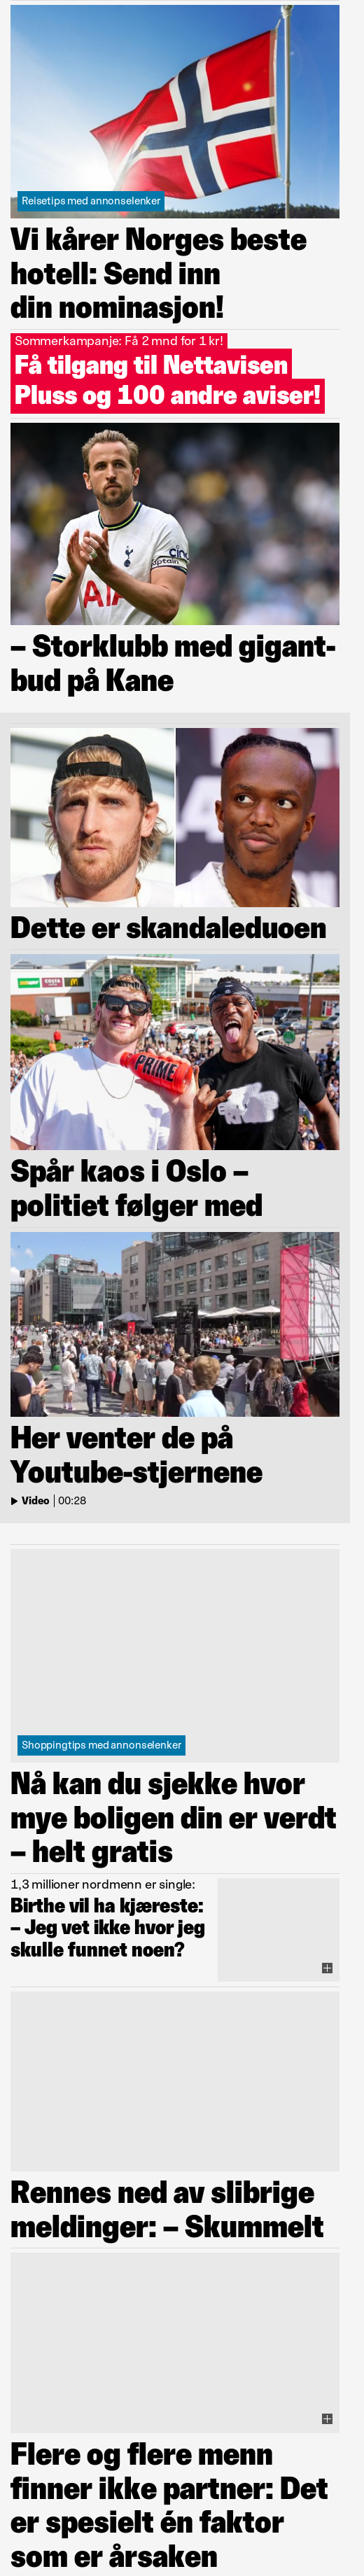 Reisetips med annonselenker
Vi kårer Norges beste
hotell: Send inn
din nominasjon!
Sommerkampanje: Få 2 mnd for 1 kr!
Få tilgang til Nettavisen
Pluss og 100 andre aviser!
AIA
captain
– Storklubb med gigant-
bud på Kane
Dette er skandaleduoen
PRIME
Spår kaos i Oslo –
politiet følger med
Her venter de på
Youtube-stjernene
Video | 00:28
Shoppingtips med annonselenker
Nå kan du sjekke hvor
mye boligen din er verdt
– helt gratis
1,3 millioner nordmenn er single:
Birthe vil ha kjæreste:
– Jeg vet ikke hvor jeg
skulle funnet noen?
Rennes ned av slibrige
meldinger: – Skummelt
Flere og flere menn
finner ikke partner: Det
er spesielt én faktor
som er årsaken